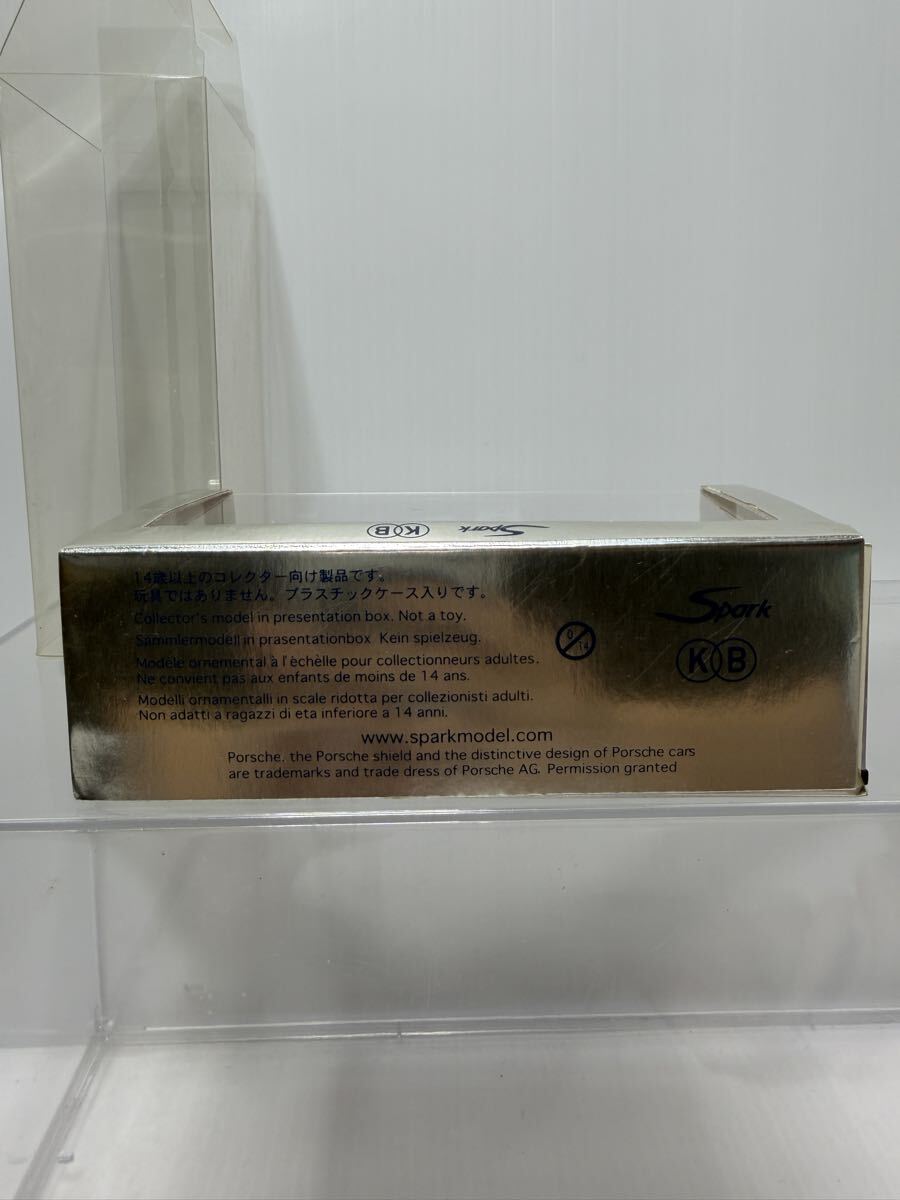 Spark
KB
14歳以上のコレクター向け製品です。
玩具ではありません。プラスチックケース入りです。
Collector's model in presentation box. Not a toy.
Sammlermodell in prasentationbox. Kein spielzeug.
Modèle ornemental à l'èchelle pour collectionneurs adultes.
Ne convient pas aux enfants de moins de 14 ans.
Modelli ornamentalli in scale ridotta per collezionisti adulti.
Non adatti a ragazzi di eta inferiore a 14 anni.
0-14
Spark
KB
www.sparkmodel.com
Porsche, the Porsche shield and the distinctive design of Porsche cars
are trademarks and trade dress of Porsche AG. Permission granted